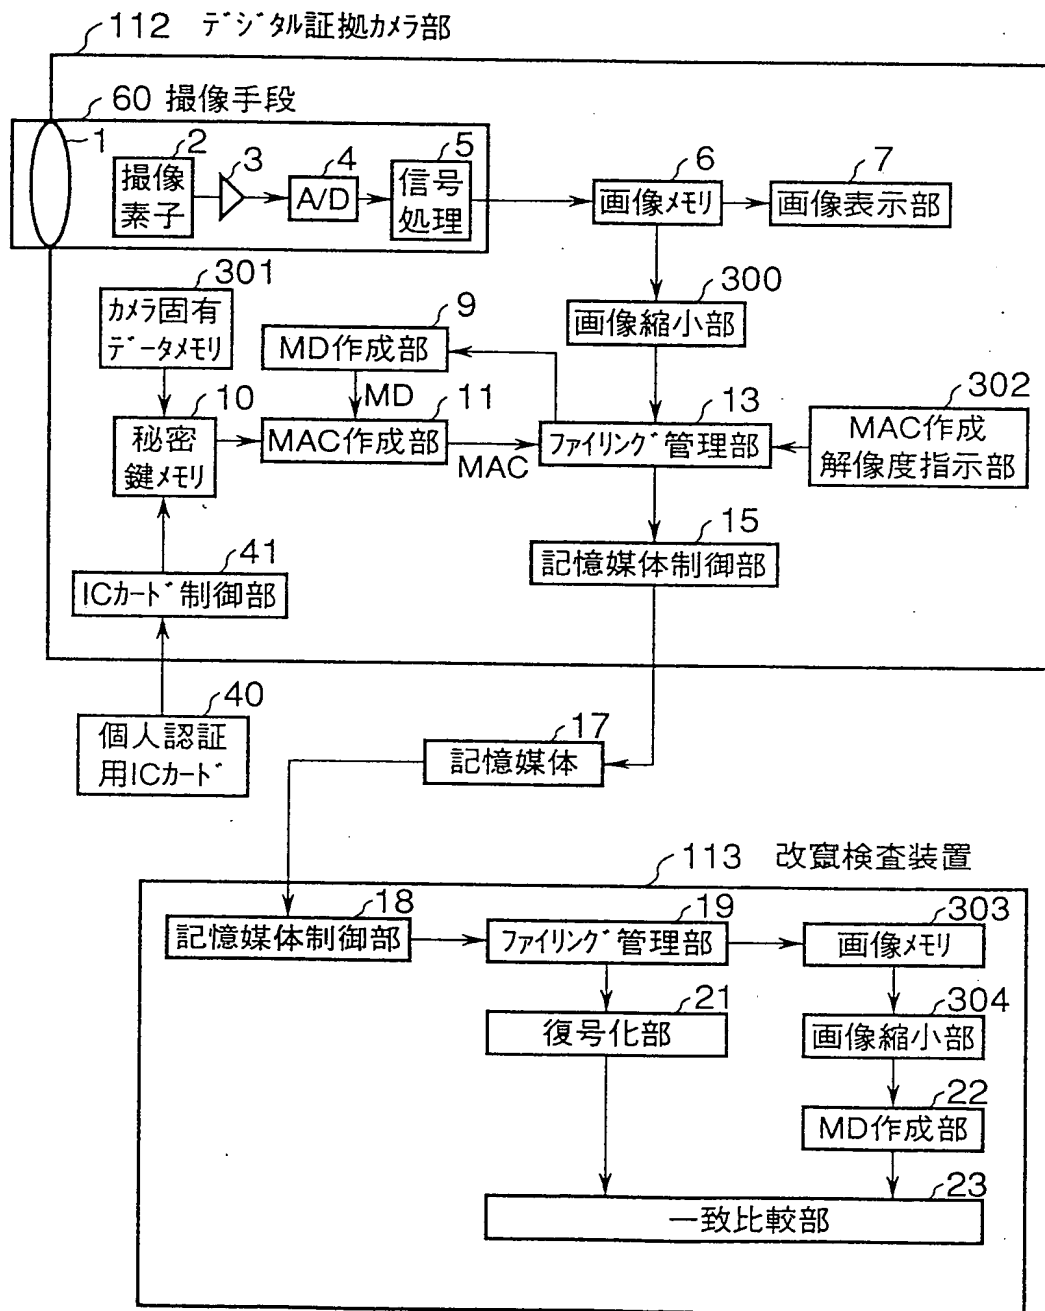 112 デジタル証拠カメラ部
60 撮像手段
1
2
3
4
5
6
7
撮像
素子
A/D
信号
処理
画像メモリ
画像表示部
301
カメラ固有
データメモリ
9
MD作成部
300
画像縮小部
MD
10
秘密
鍵メモリ
11
MAC作成部
MAC
13
ファイリング管理部
302
MAC作成
解像度指示部
15
記憶媒体制御部
41
ICカード制御部
40
個人認証
用ICカード
17
記憶媒体
113 改竄検査装置
18
記憶媒体制御部
19
ファイリング管理部
303
画像メモリ
21
復号化部
304
画像縮小部
22
MD作成部
23
一致比較部